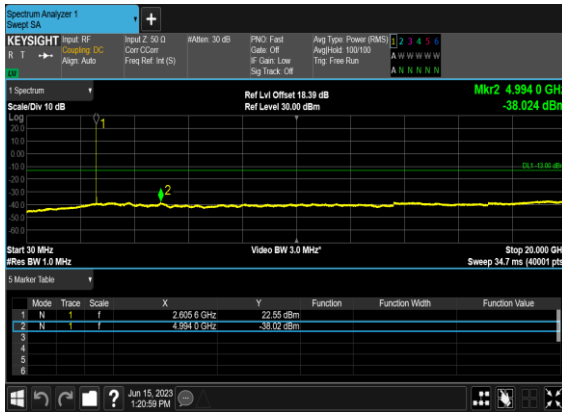 Spectrum Analyzer 1
Swept SA
+
KEYSIGHT Input: RF Input Z: 50 Ω #Atten: 30 dB PNO: Fast Avg Type: Power (RMS) 1 2 3 4 5 6
R T Coupling: DC Corr CCorr Gate: Off Avg|Hold: 100/100 A W W W W W
Align: Auto Freq Ref: Int (S) IF Gain: Low Trig: Free Run
LXI Sig Track: Off A N N N N N
1 Spectrum Ref Lvl Offset 18.39 dB Mkr2 4.994 0 GHz
Scale/Div 10 dB Ref Level 30.00 dBm -38.024 dBm
Log
1
20.0
10.0
0.00
-10.0
DL1 -13.00 dBm
-20.0
-30.0
2
-40.0
-50.0
-60.0
Start 30 MHz Video BW 3.0 MHz* Stop 20.000 GH
#Res BW 1.0 MHz Sweep 34.7 ms (40001 pts
5 Marker Table
Mode Trace Scale X Y Function Function Width Function Value
1 N 1 f 2.605 6 GHz 22.55 dBm
2 N 1 f 4.994 0 GHz -38.02 dBm
3
4
5
6
? Jun 15, 2023
1:20:59 PM